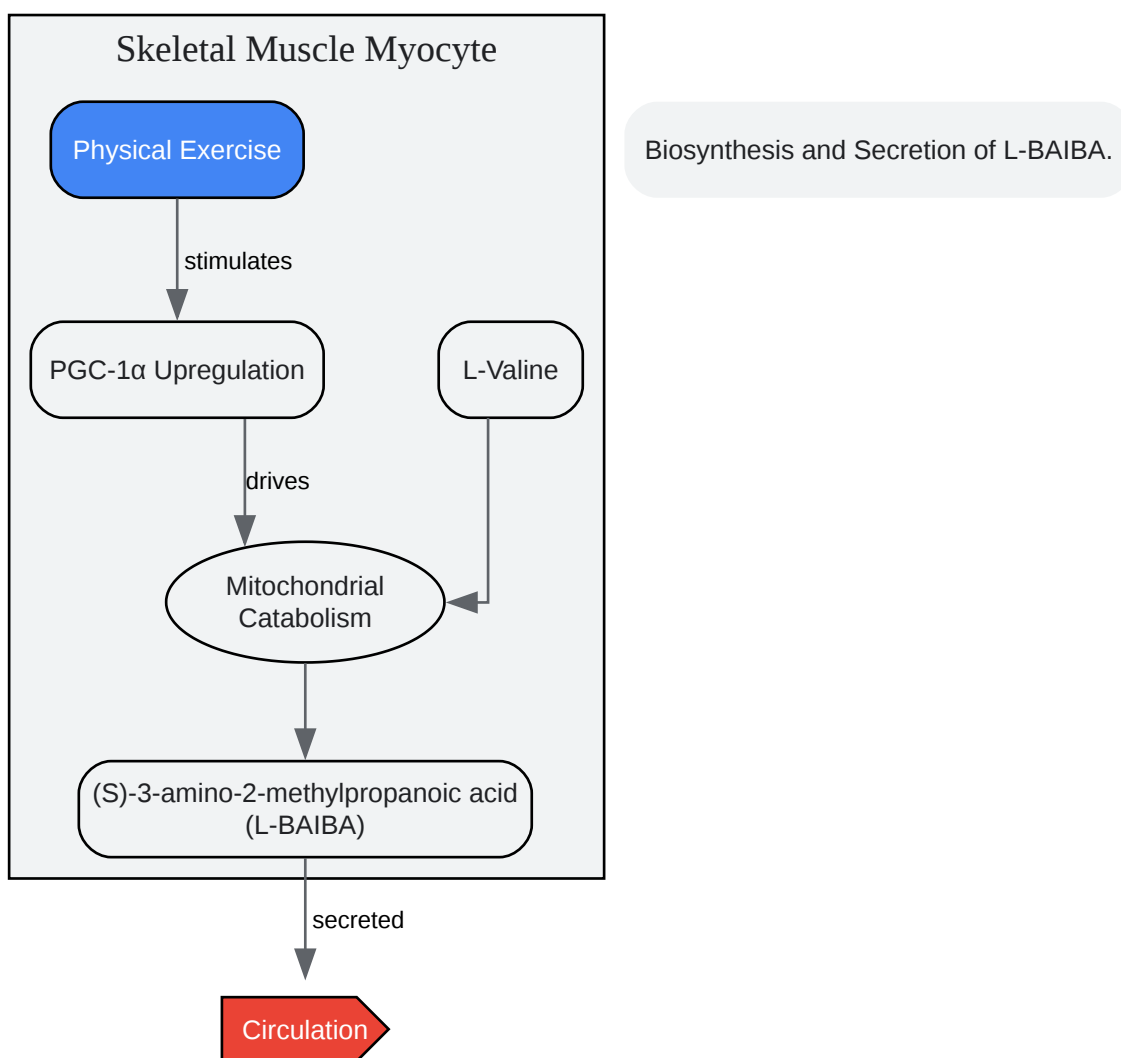 Skeletal Muscle Myocyte
Physical Exercise
Biosynthesis and Secretion of L-BAIBA.
stimulates
PGC-1α Upregulation
L-Valine
drives
Mitochondrial
Catabolism
(S)-3-amino-2-methylpropanoic acid
(L-BAIBA)
secreted
Circulation